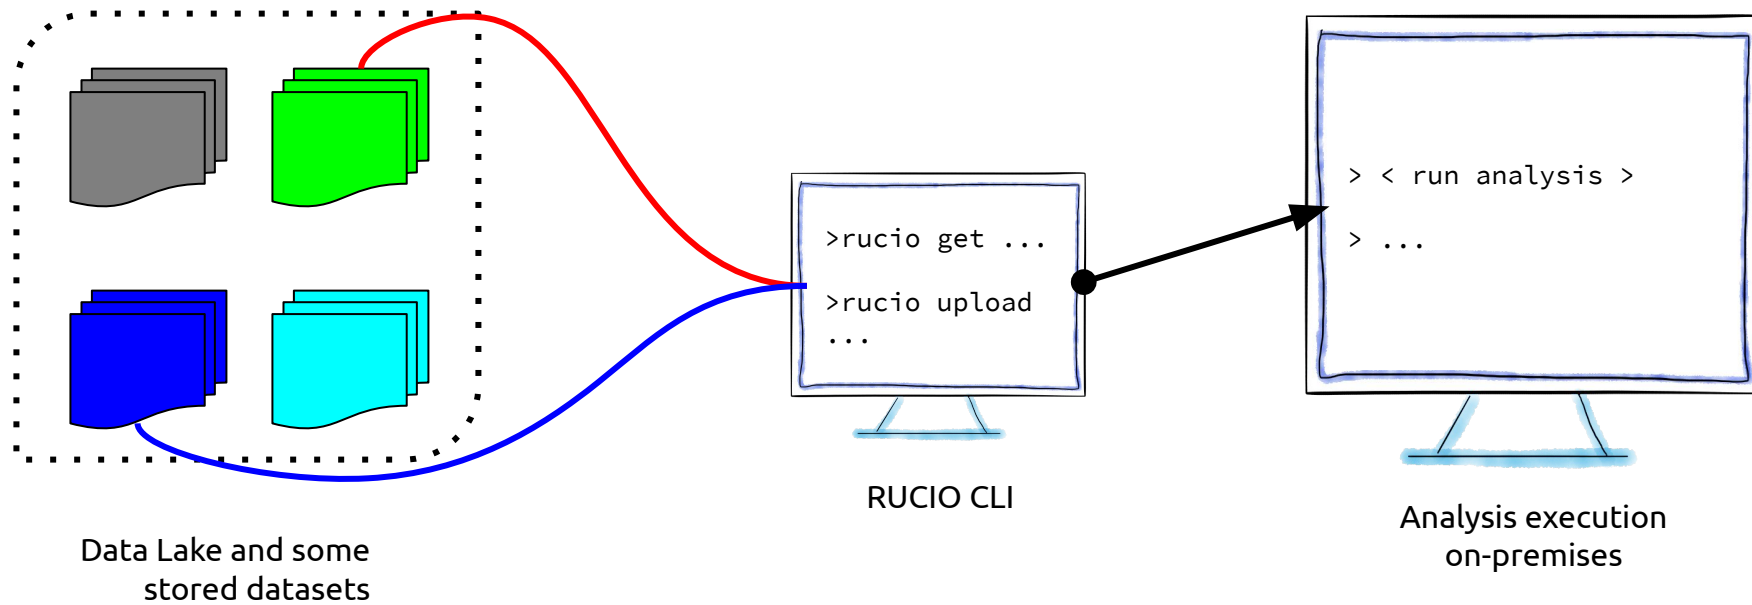 >rucio get ...
>rucio upload
...
> < run analysis >
> ...
RUCIO CLI
Analysis execution
on-premises
Data Lake and some
stored datasets